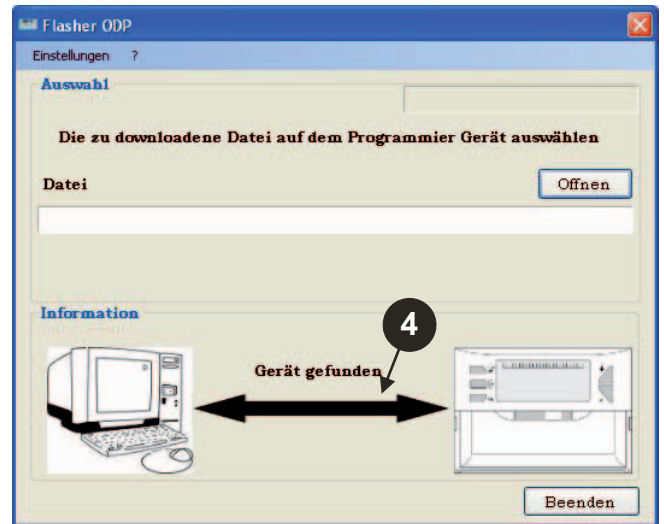 Flasher ODP
Einstellungen ?
Auswahl
Die zu downloadene Datei auf dem Programmier Gerät auswählen
Datei
Offnen
Information
4
Gerät gefunden
Beenden